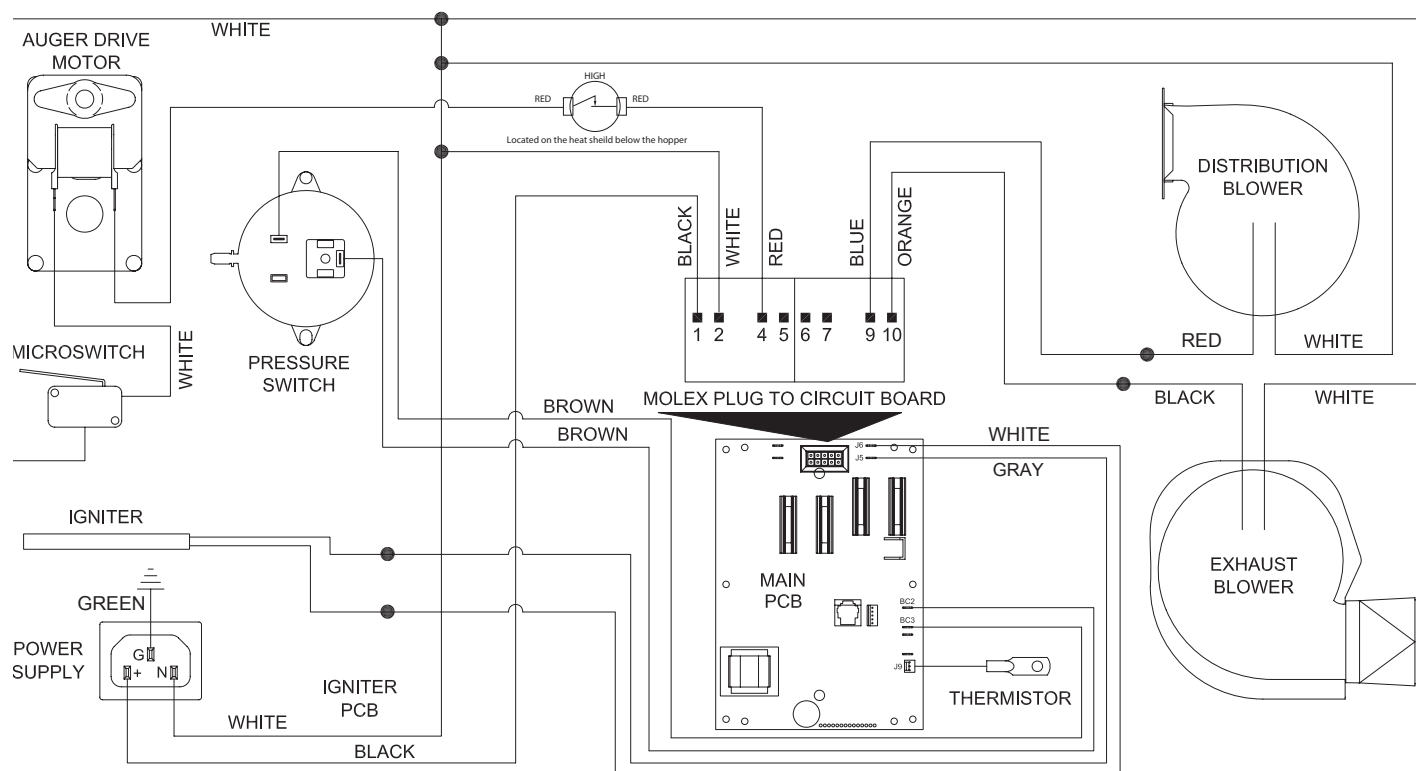 WHITE
AUGER DRIVE
MOTOR
HIGH
RED
RED
Located on the heat sheild below the hopper
DISTRIBUTION
BLOWER
BLACK
WHITE
RED
BLUE
ORANGE
1 2 4 5 6 7 9 10
MICROSWITCH
WHITE
PRESSURE
SWITCH
RED
WHITE
MOLEX PLUG TO CIRCUIT BOARD
BLACK
WHITE
BROWN
BROWN
J6
WHITE
J5
GRAY
IGNITER
MAIN
PCB
EXHAUST
BLOWER
GREEN
BC2
BC3
POWER
SUPPLY
G
+ N
J9
THERMISTOR
IGNITER
PCB
WHITE
BLACK